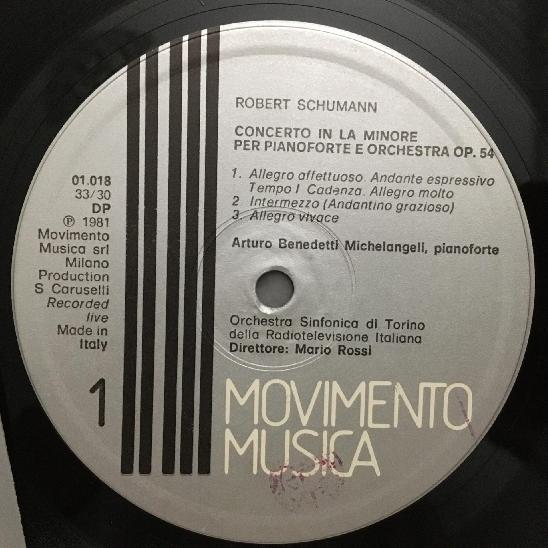 ROBERT SCHUMANN
CONCERTO IN LA MINORE
PER PIANOFORTE E ORCHESTRA OP. 54
1. Allegro affettuoso. Andante espressivo
Tempo I Cadenza. Allegro molto
2 Intermezzo (Andantino grazioso)
3. Allegro vivace
Arturo Benedetti Michelangeli, pianoforte
01.018
33/30
DP
℗ 1981
Movimento
Musica srl
Milano
Production
S Caruselli
Recorded
live
Made in
Italy
Orchestra Sinfonica di Torino
della Radiotelevisione Italiana
Direttore: Mario Rossi
1
MOVIMENTO
MUSICA